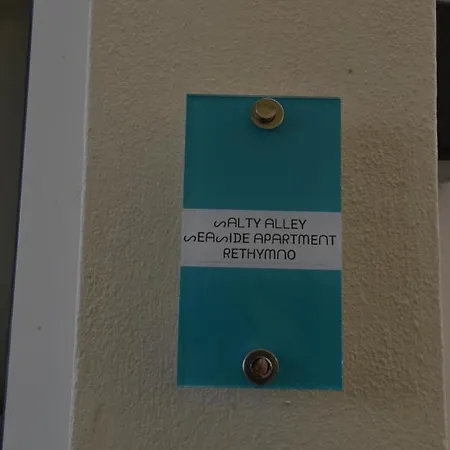 SALTY ALLEY
SEASIDE APARTMENT
RETHYMNO